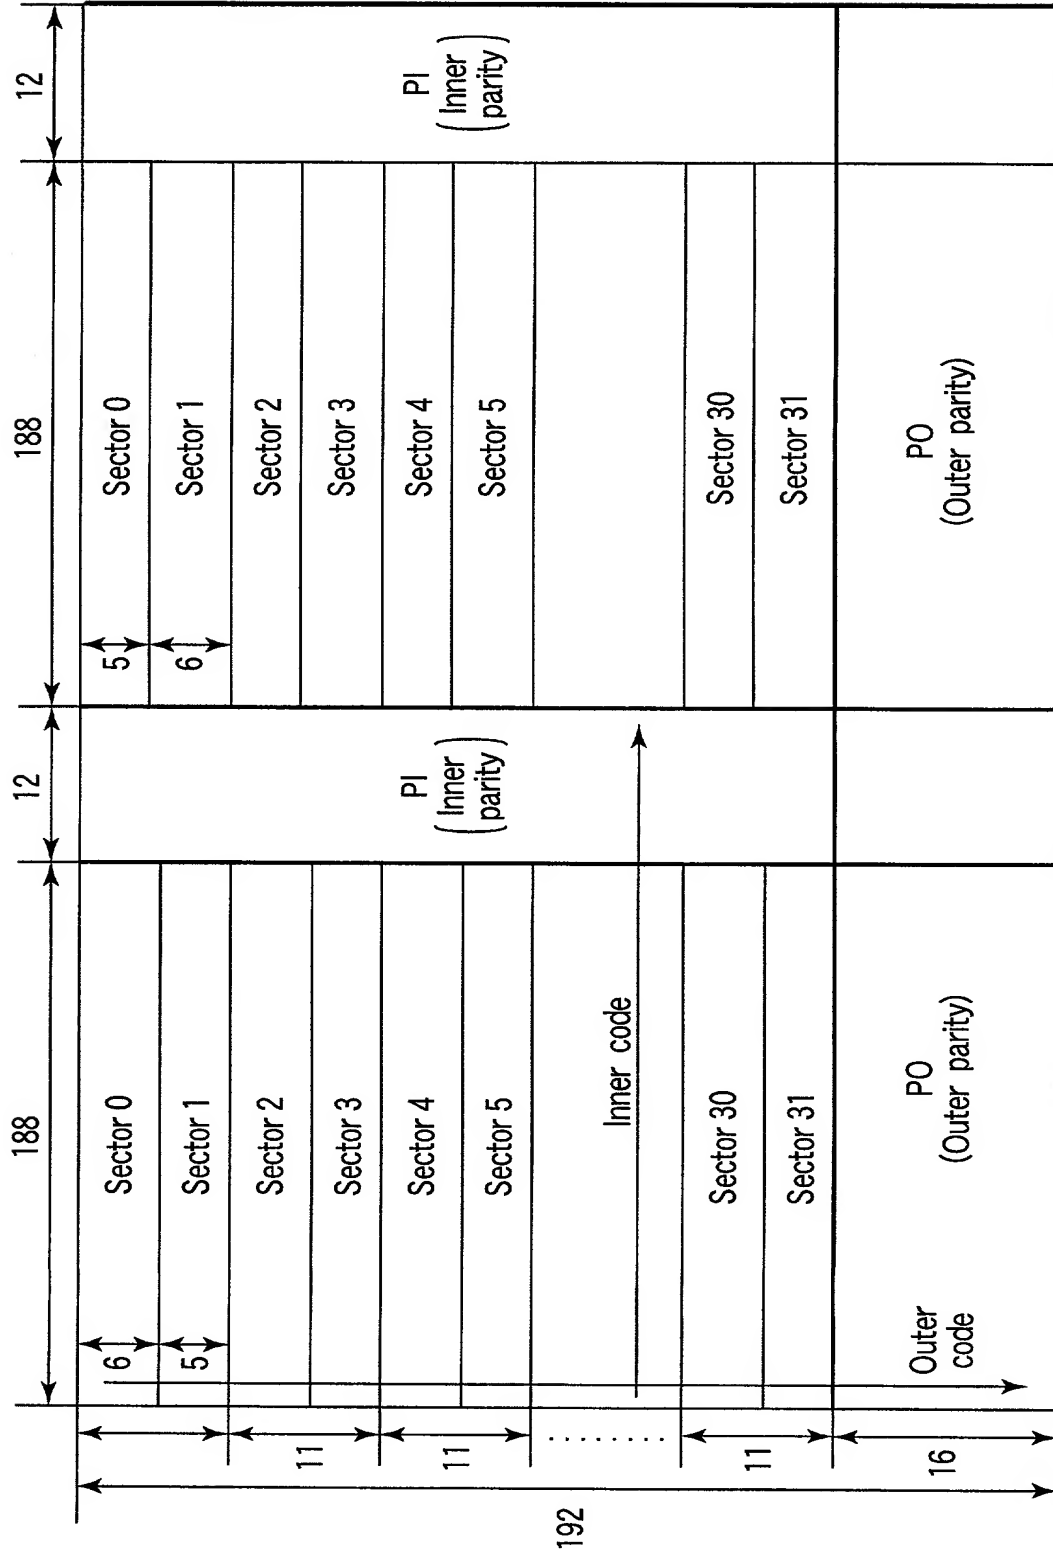 188
12
188
12
6
5
5
6
Sector 0
Sector 1
Sector 2
Sector 3
Sector 4
Sector 5
Sector 30
Sector 31
PI
(Inner
parity)
Sector 0
Sector 1
Sector 2
Sector 3
Sector 4
Sector 5
Sector 30
Sector 31
PI
(Inner
parity)
Inner code
11
11
........
11
16
192
Outer
code
PO
(Outer parity)
PO
(Outer parity)